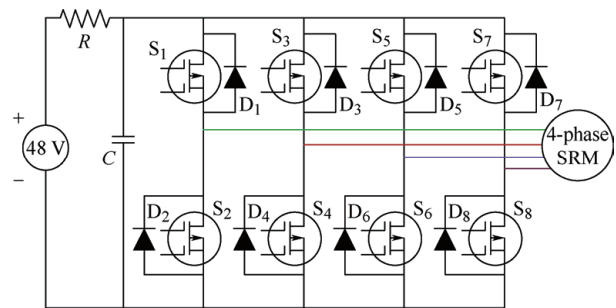 R
S1
S3
S5
S7
D1
D3
D5
D7
+
48 V
−
C
4-phase
SRM
D2
S2
D4
S4
D6
S6
D8
S8